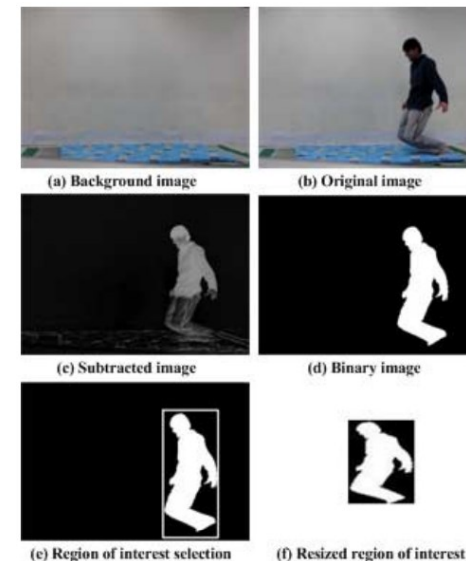 (a) Background image
(b) Original image
(c) Subtracted image
(d) Binary image
(e) Region of interest selection
(f) Resized region of interest